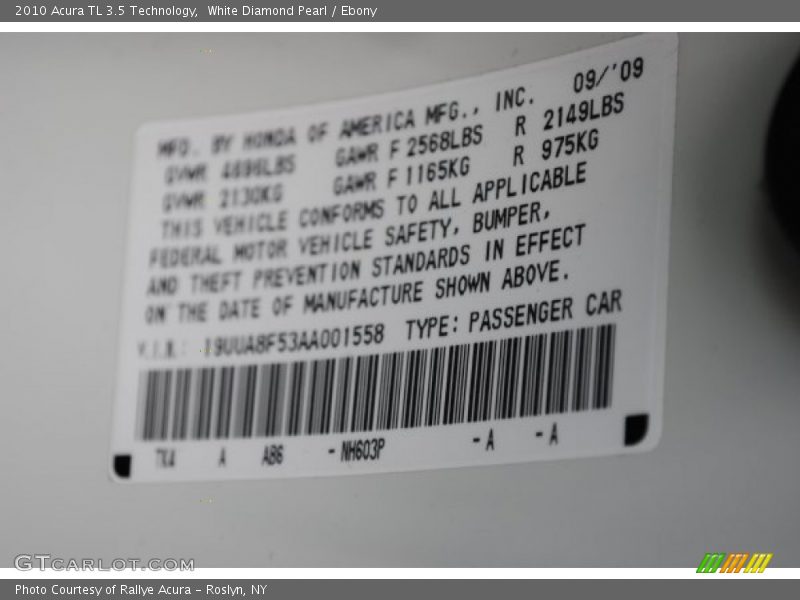 2010 Acura TL 3.5 Technology,  White Diamond Pearl / Ebony
09/'09
MFD. BY HONDA OF AMERICA MFG., INC.
GVWR 4696LBS GAWR F 2568LBS R 2149LBS
GVWR 2130KG GAWR F 1165KG R 975KG
THIS VEHICLE CONFORMS TO ALL APPLICABLE
FEDERAL MOTOR VEHICLE SAFETY, BUMPER,
AND THEFT PREVENTION STANDARDS IN EFFECT
ON THE DATE OF MANUFACTURE SHOWN ABOVE.
V.I.N.: 19UUA8F53AA001558 TYPE: PASSENGER CAR
TK4 A AB6 -NH603P -A -A
GTCARLOT.COM
Photo Courtesy of Rallye Acura – Roslyn, NY